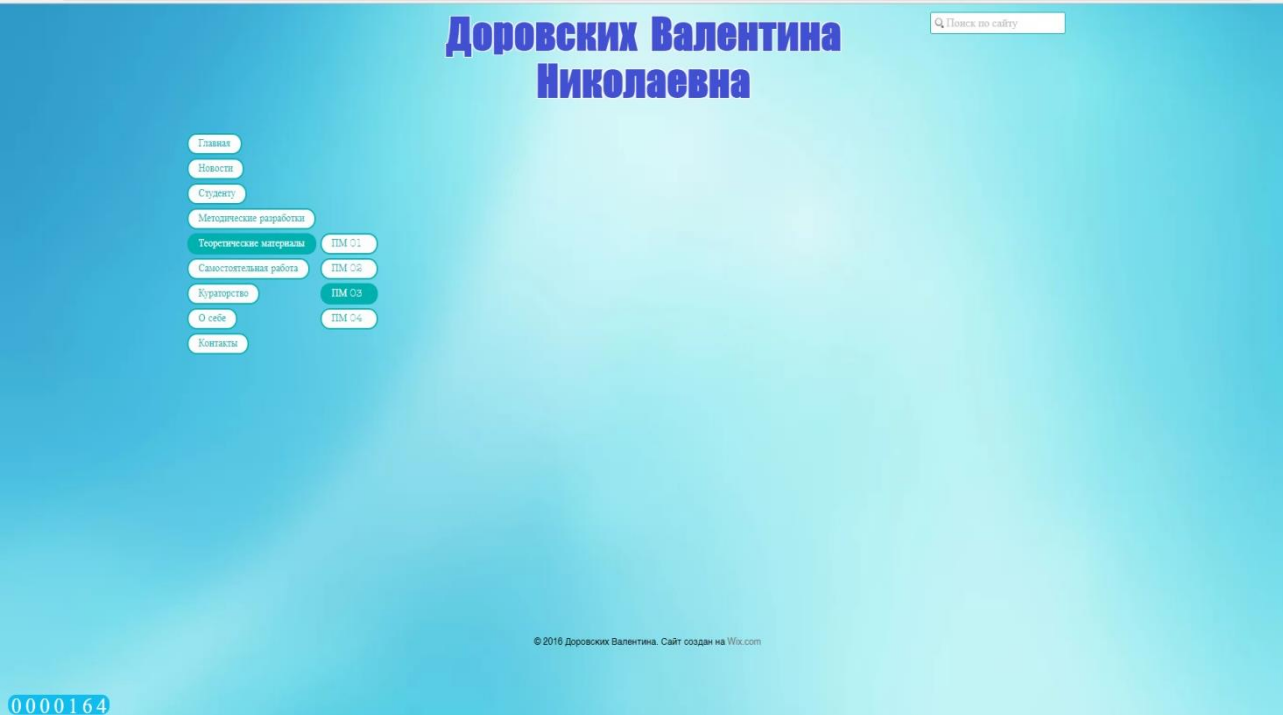 Доровских Валентина
Николаевна
Поиск по сайту
Главная
Новости
Студенту
Методические разработки
Теоретические материалы
ПМ 01
Самостоятельная работа
ПМ 02
Кураторство
ПМ 03
О себе
ПМ 04
Контакты
© 2016 Доровских Валентина. Сайт создан на Wix.com
0000164